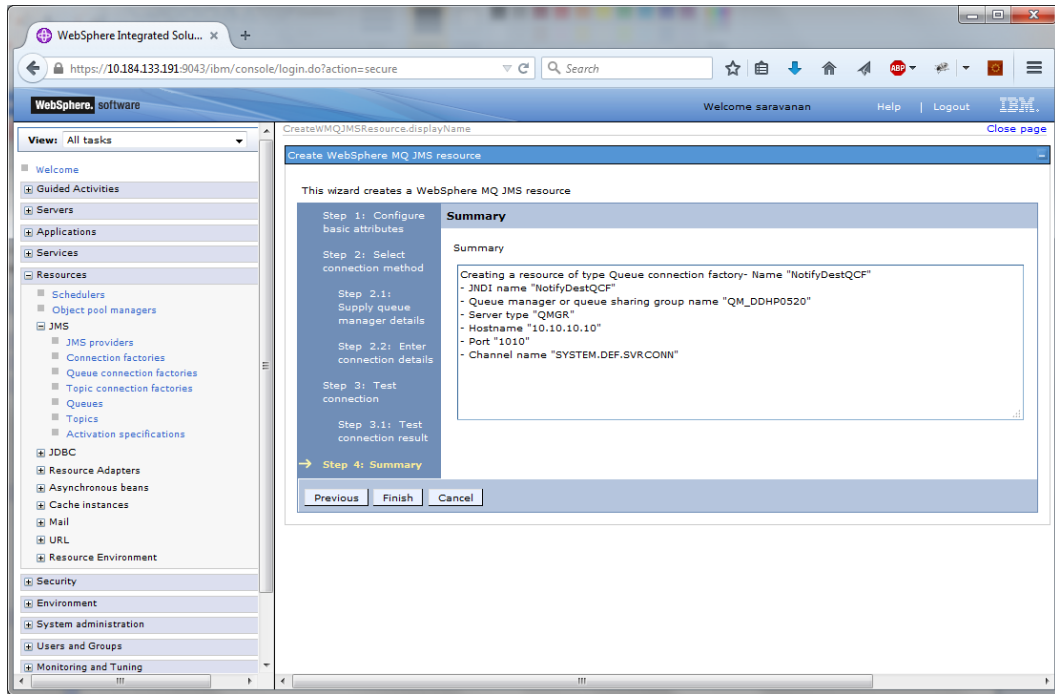 WebSphere Integrated Solu... ×
+
https://10.184.133.191:9043/ibm/console/login.do?action=secure
Search
ABP
WebSphere. software
Welcome saravanan
Help | Logout
IBM.
View: All tasks
Welcome
Guided Activities
Servers
Applications
Services
Resources
Schedulers
Object pool managers
JMS
JMS providers
Connection factories
Queue connection factories
Topic connection factories
Queues
Topics
Activation specifications
JDBC
Resource Adapters
Asynchronous beans
Cache instances
Mail
URL
Resource Environment
Security
Environment
System administration
Users and Groups
Monitoring and Tuning
CreateWMQJMSResource.displayName
Close page
Create WebSphere MQ JMS resource
This wizard creates a WebSphere MQ JMS resource
Step 1: Configure
basic attributes
Step 2: Select
connection method
Step 2.1:
Supply queue
manager details
Step 2.2: Enter
connection details
Step 3: Test
connection
Step 3.1: Test
connection result
Step 4: Summary
Summary
Summary
Creating a resource of type Queue connection factory- Name "NotifyDestQCF"
- JNDI name "NotifyDestQCF"
- Queue manager or queue sharing group name "QM_DDHP0520"
- Server type "QMGR"
- Hostname "10.10.10.10"
- Port "1010"
- Channel name "SYSTEM.DEF.SVRCONN"
Previous Finish Cancel